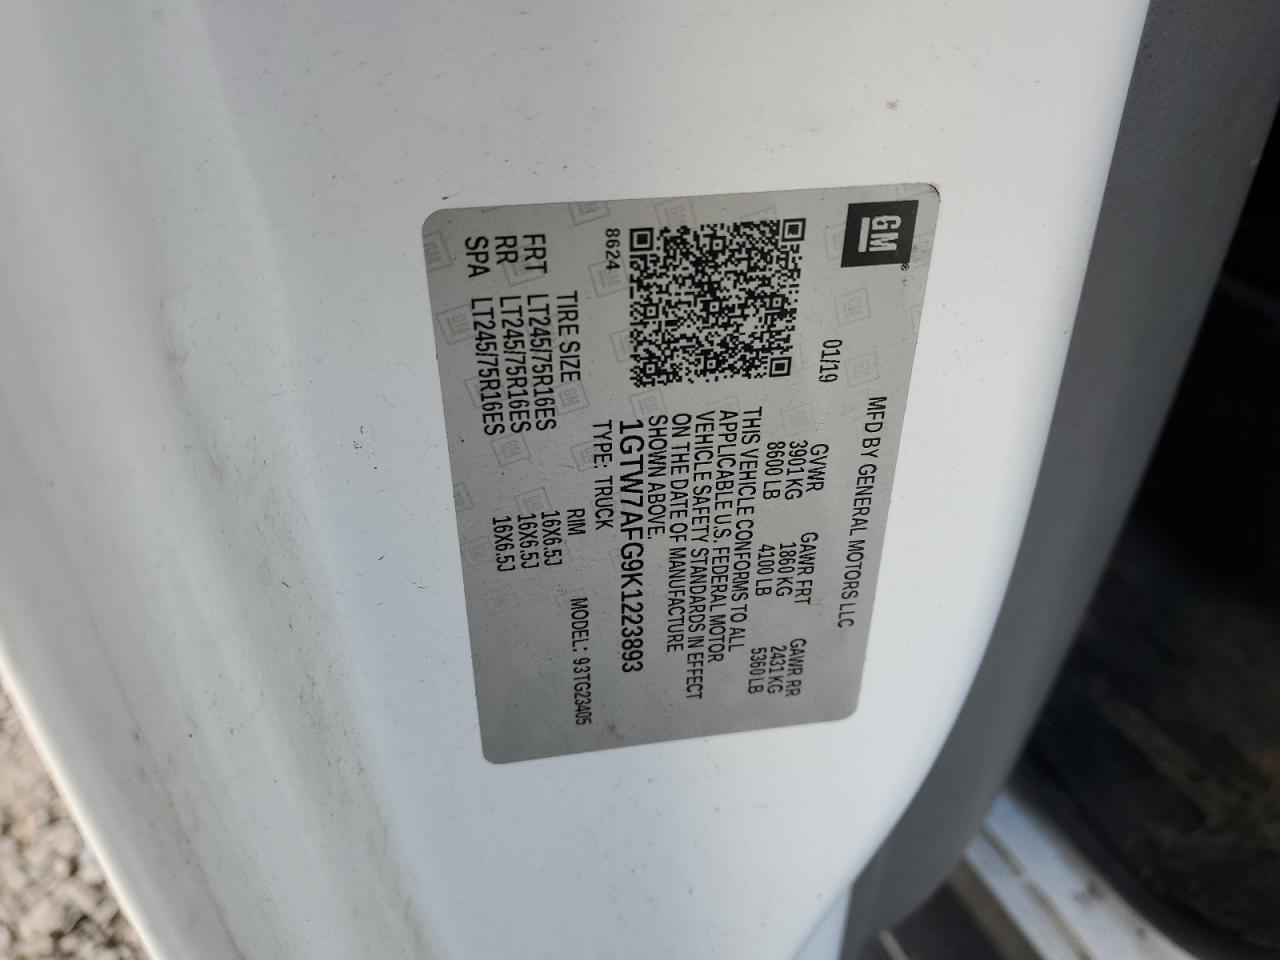 GM
MFD BY GENERAL MOTORS LLC
01/19
GVWR GAWR FRT GAWR RR
3901 KG 1860 KG 2431 KG
8600 LB 4100 LB 5360 LB
THIS VEHICLE CONFORMS TO ALL
APPLICABLE U.S. FEDERAL MOTOR
VEHICLE SAFETY STANDARDS IN EFFECT
ON THE DATE OF MANUFACTURE
SHOWN ABOVE.
8624
1GTW7AFG9K1223893
TYPE: TRUCK MODEL: 93TG23405
TIRE SIZE RIM
FRT LT245/75R16ES 16X6.5J
RR LT245/75R16ES 16X6.5J
SPA LT245/75R16ES 16X6.5J